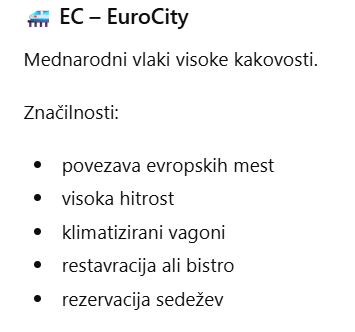 🚈 EC – EuroCity
Mednarodni vlaki visoke kakovosti.
Značilnosti:
• povezava evropskih mest
• visoka hitrost
• klimatizirani vagoni
• restavracija ali bistro
• rezervacija sedežev